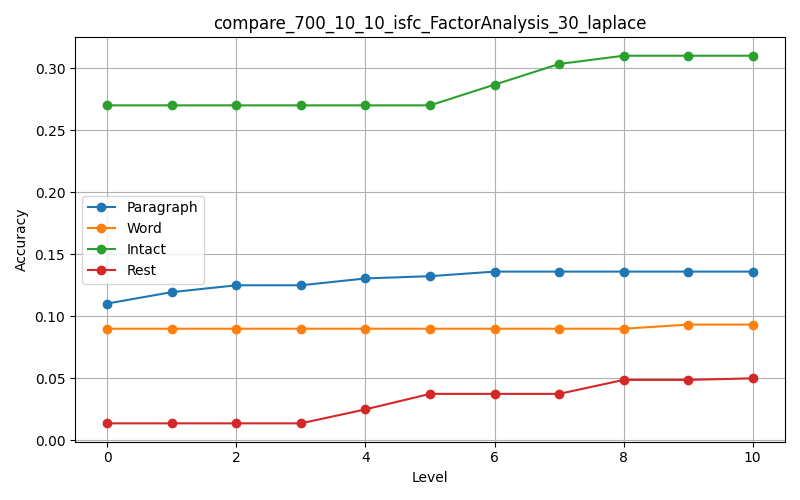 compare_700_10_10_isfc_FactorAnalysis_30_laplace
0.30
0.25
0.20
0.15
0.10
0.05
0.00
Accuracy
Paragraph
Word
Intact
Rest
0 2 4 6 8 10
Level